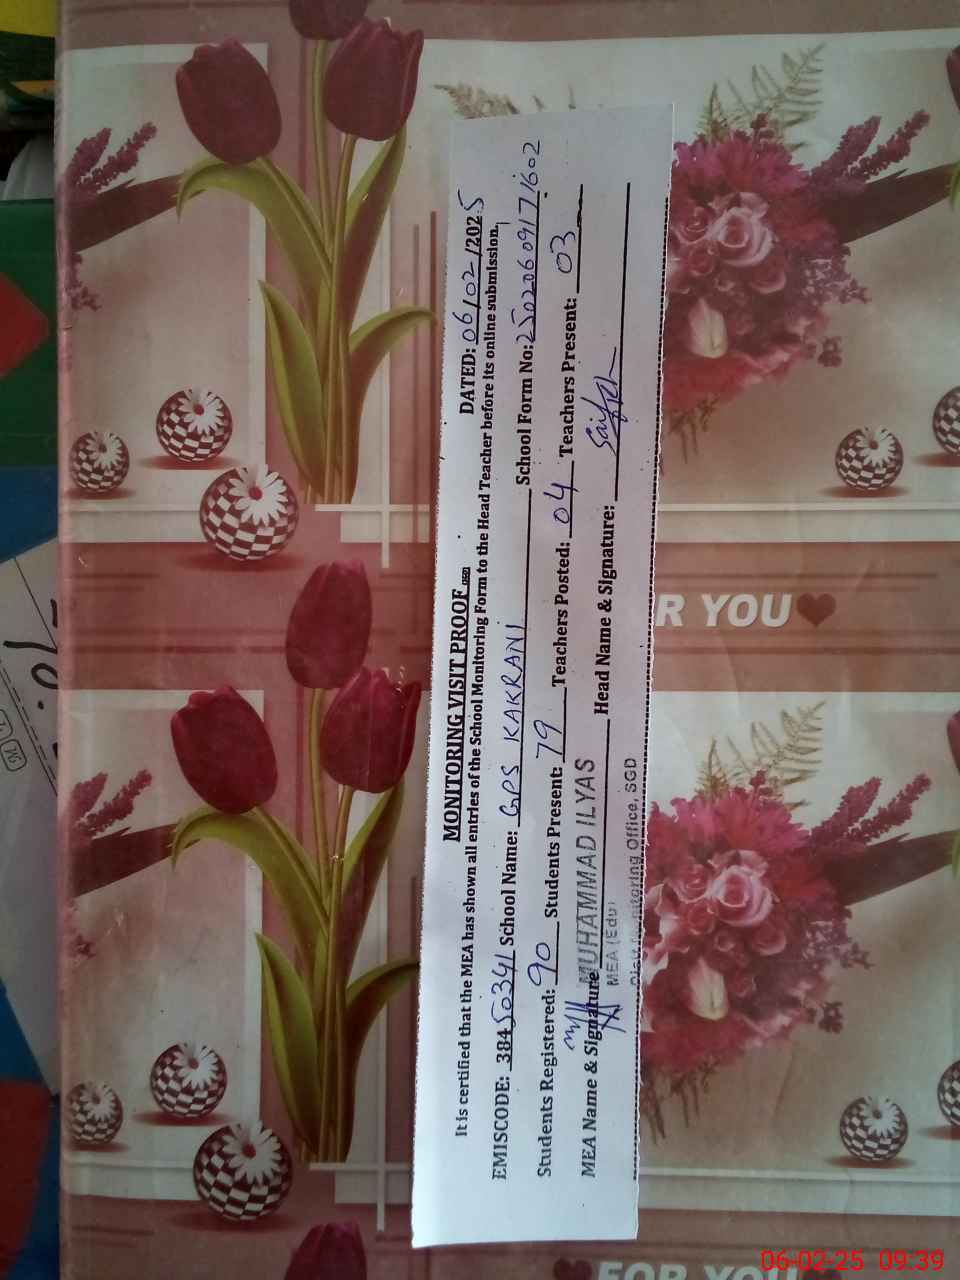 MONITORING VISIT PROOF
DATED: 06/02/2025
It is certified that the MEA has shown all entries of the School Monitoring Form to the Head Teacher before its online submission.
EMISCODE: 38450341 School Name: GPS KAKRANI School Form No: 25020609171602
Students Registered: 90 Students Present: 79 Teachers Posted: 04 Teachers Present: 03
MEA Name & Signature MUHAMMAD ILYAS Head Name & Signature:
MEA (Edu)
Monitoring Office, SGD
R YOU
FOR YOU
06-02-25 09:39